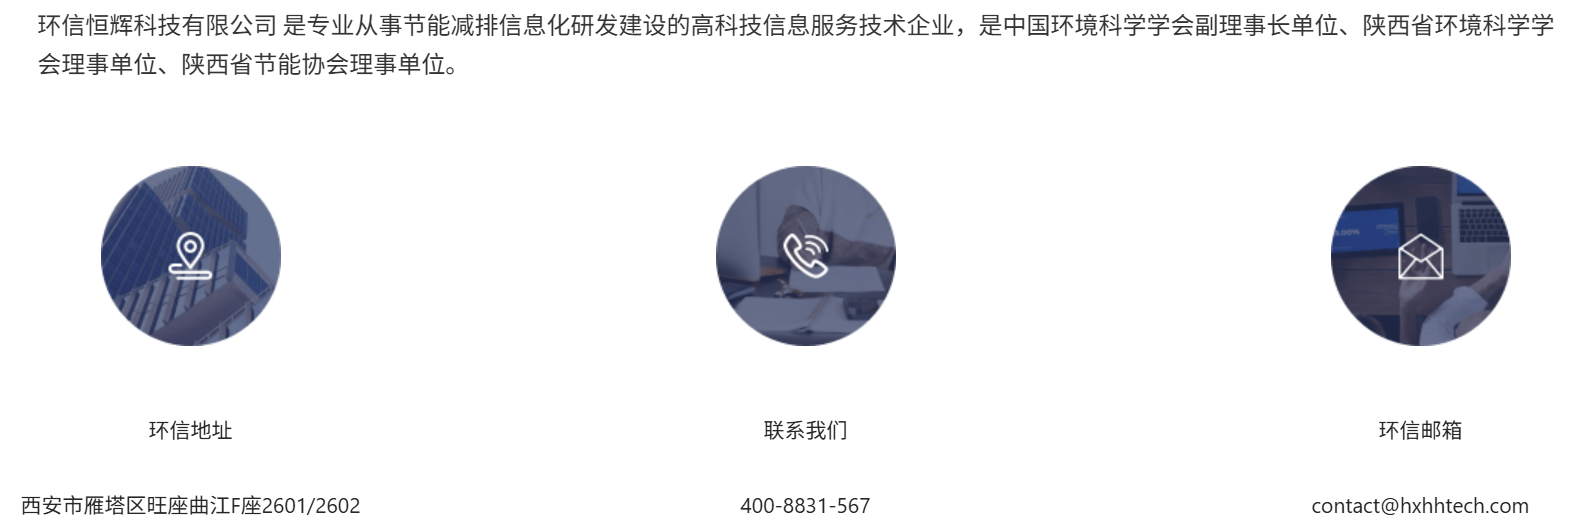 环信恒辉科技有限公司 是专业从事节能减排信息化研发建设的高科技信息服务技术企业，是中国环境科学学会副理事长单位、陕西省环境科学学
会理事单位、陕西省节能协会理事单位。
环信地址
联系我们
环信邮箱
西安市雁塔区旺座曲江F座2601/2602
400-8831-567
contact@hxhhtech.com